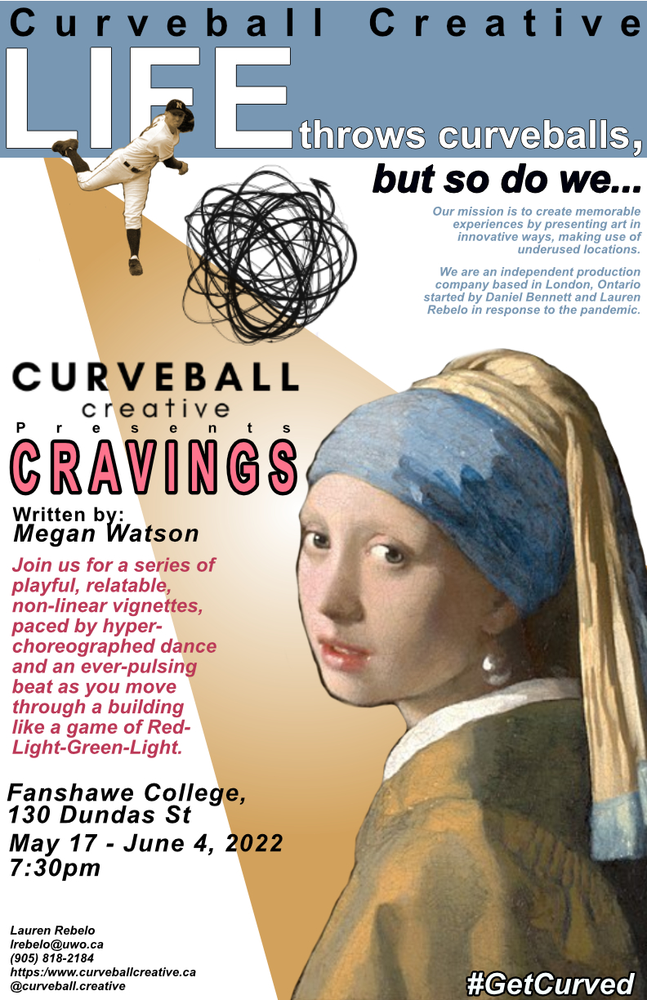 Curveball Creative
LIFE
throws curveballs,
but so do we...
Our mission is to create memorable
experiences by presenting art in
innovative ways, making use of
underused locations.
We are an independent production
company based in London, Ontario
started by Daniel Bennett and Lauren
Rebelo in response to the pandemic.
N
CURVEBALL
creative
Presents
CRAVINGS
Written by:
Megan Watson
Join us for a series of
playful, relatable,
non-linear vignettes,
paced by hyper-
choreographed dance
and an ever-pulsing
beat as you move
through a building
like a game of Red-
Light-Green-Light.
Fanshawe College,
130 Dundas St
May 17 - June 4, 2022
7:30pm
Lauren Rebelo
lrebelo@uwo.ca
(905) 818-2184
https:/www.curveballcreative.ca
@curveball.creative
#GetCurved